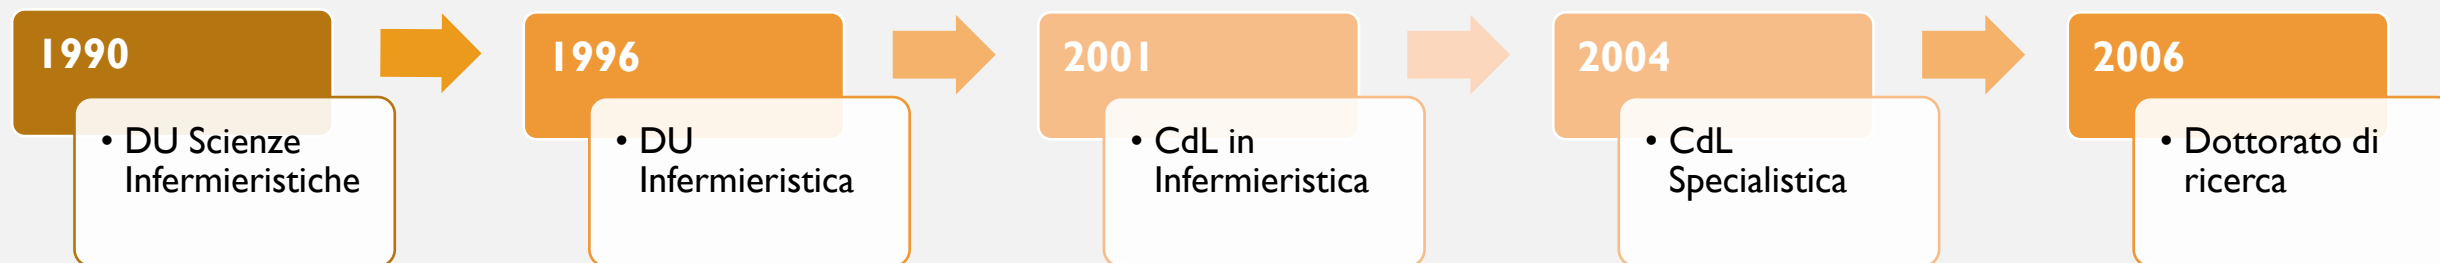 1990
• DU Scienze
Infermieristiche
1996
• DU
Infermieristica
2001
• CdL in
Infermieristica
2004
• CdL
Specialistica
2006
• Dottorato di
ricerca